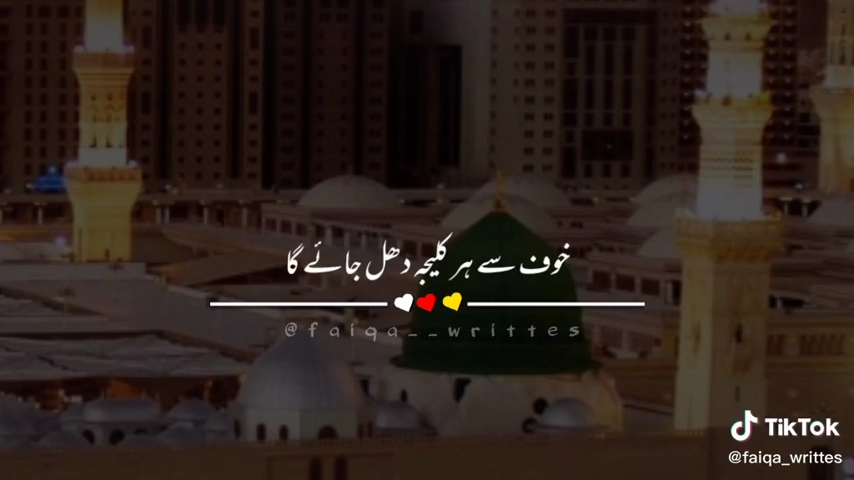 خوف سے ہر کلیجہ دھل جائے گا
@faiqa__writtes
TikTok
@faiqa_writtes